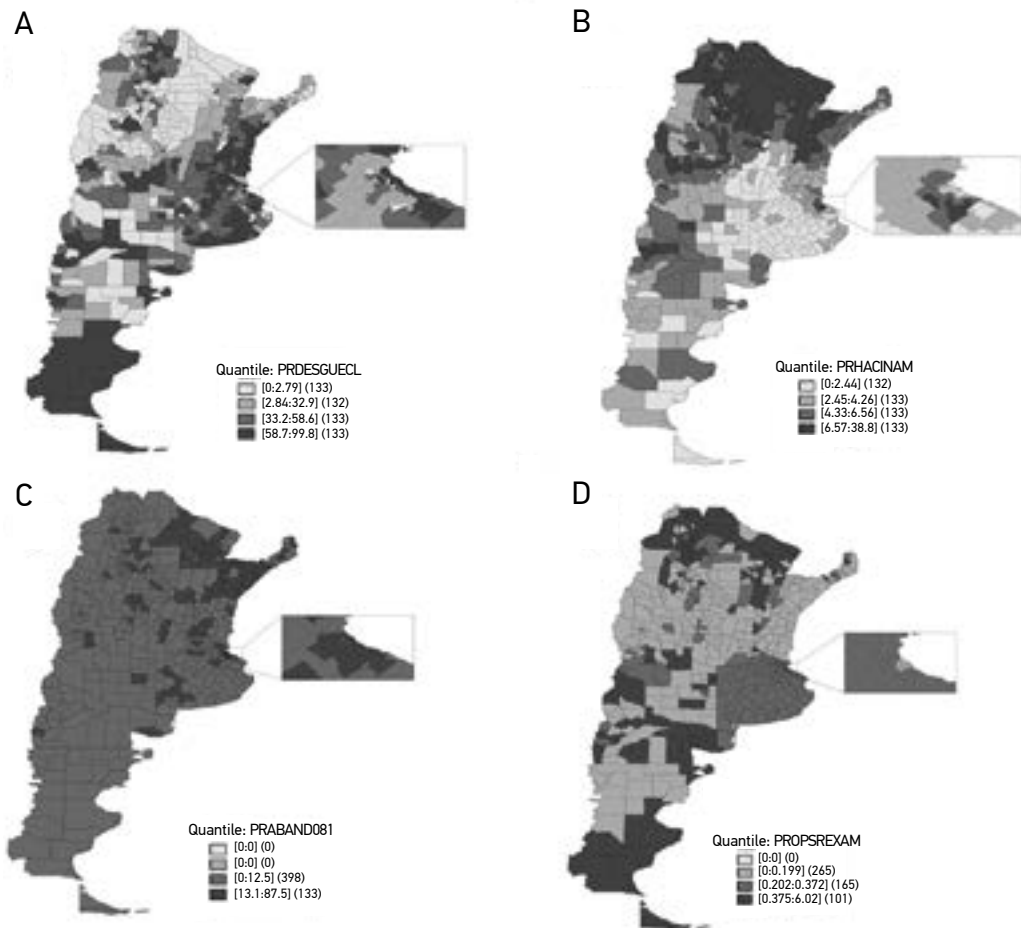 A
B
Quantile: PRDESGUECL
[0:2.79] (133)
[2.84:32.9] (132)
[33.2:58.6] (133)
[58.7:99.8] (133)
Quantile: PRHACINAM
[0:2.44] (132)
[2.45:4.26] (133)
[4.33:6.56] (133)
[6.57:38.8] (133)
C
D
Quantile: PRABAND081
[0:0] (0)
[0:0] (0)
[0:12.5] (398)
[13.1:87.5] (133)
Quantile: PROPSREXAM
[0:0] (0)
[0:0.199] (265)
[0.202:0.372] (165)
[0.375:6.02] (101)